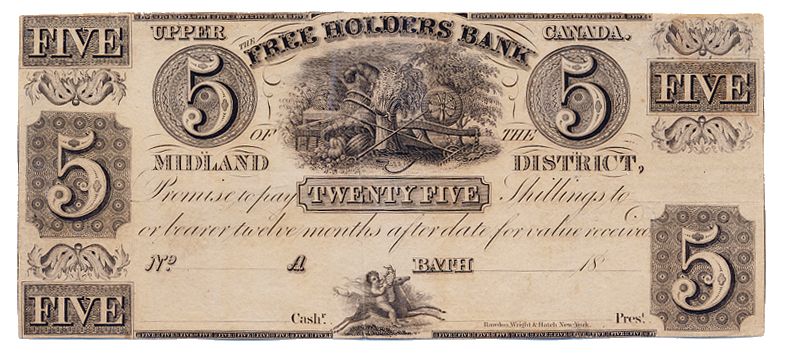 FIVE
UPPER THE FREE HOLDERS BANK CANADA.
5 5
FIVE
OF THE
MIDLAND DISTRICT,
5
Promise to pay TWENTY FIVE Shillings to
or bearer twelve months after date for value received
No A BATH 18
5
FIVE
Cashr. Prest.
Rawdon, Wright & Hatch New-York.